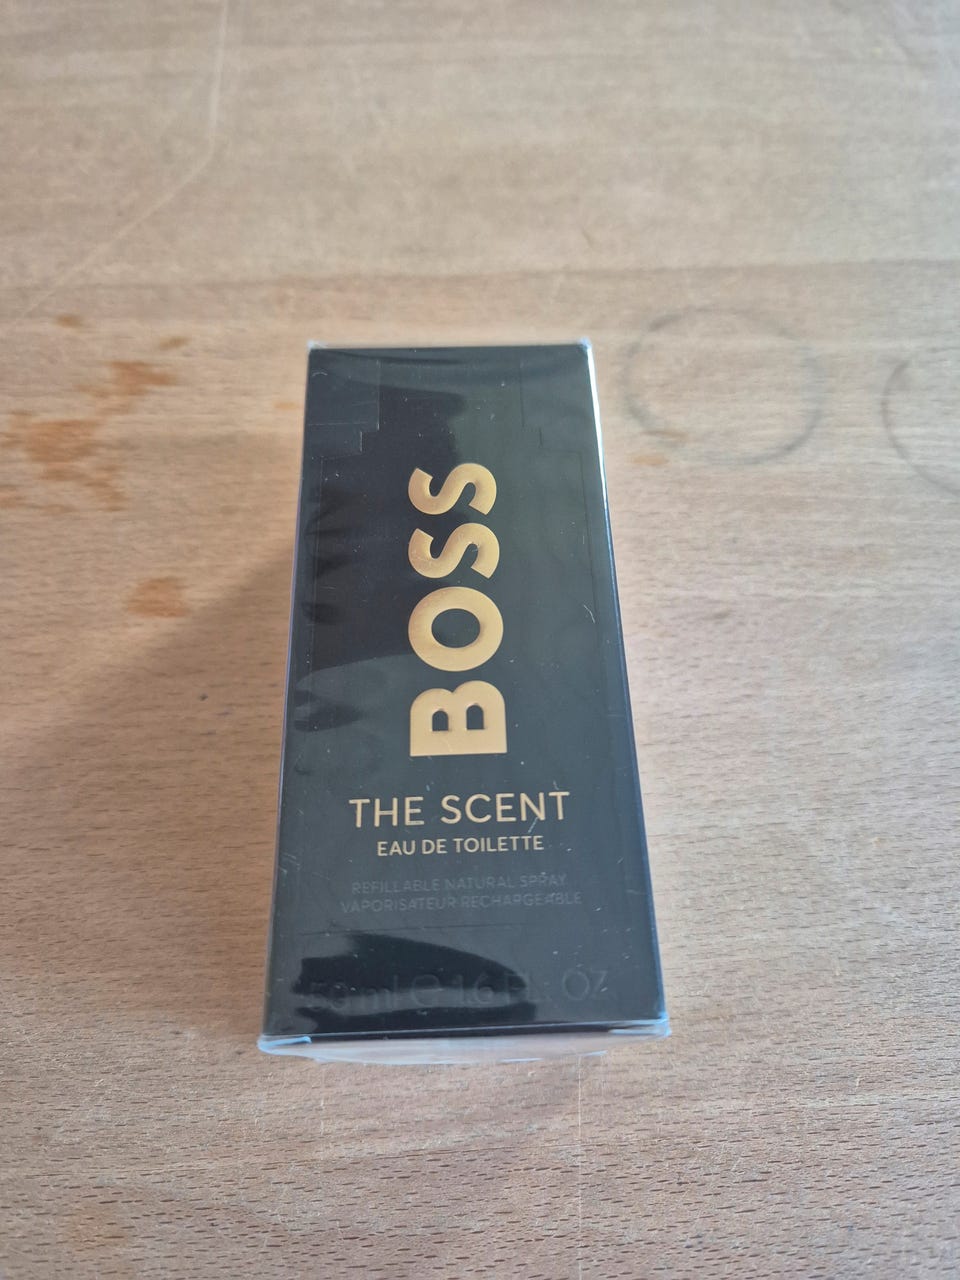 BOSS
THE SCENT
EAU DE TOILETTE
REFILLABLE NATURAL SPRAY
VAPORISATEUR RECHARGEABLE
50 ml ℮ 1.6 FL. OZ